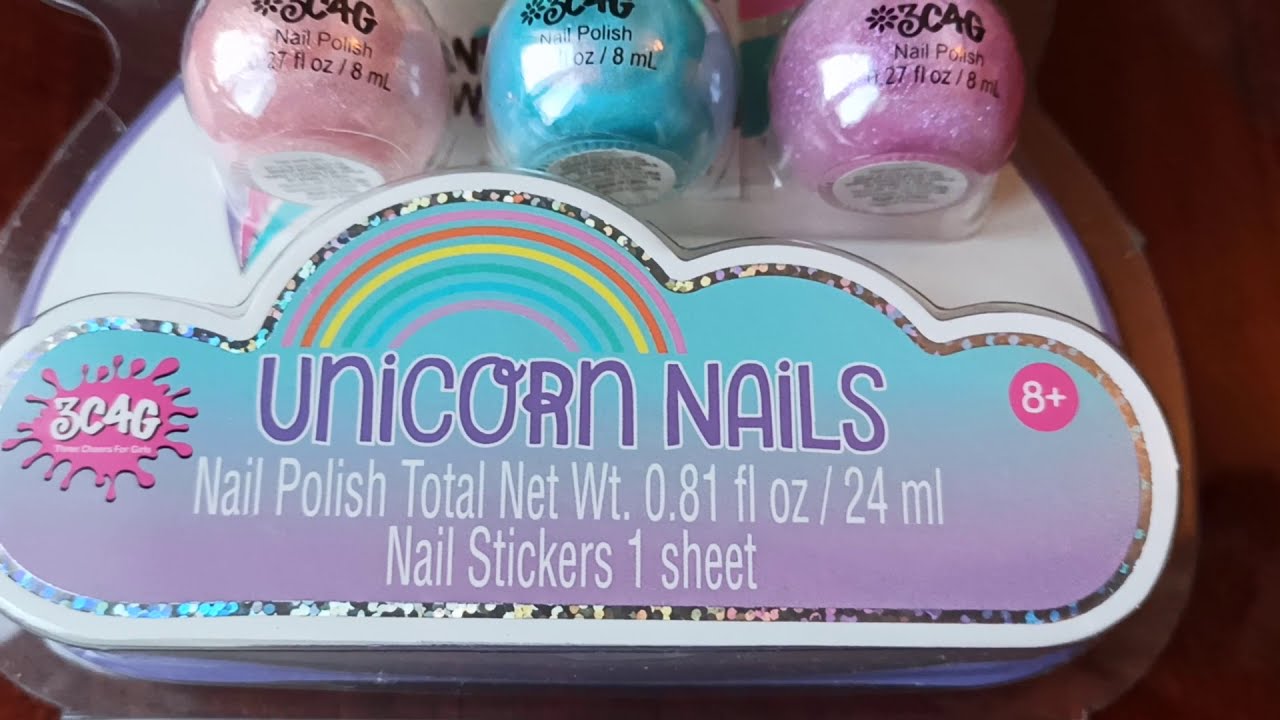 3C4G
Nail Polish
.27 fl oz / 8 mL
3C4G
Nail Polish
fl oz / 8 mL
3C4G
Nail Polish
.27 fl oz / 8 mL
3C4G
Three Cheers For Girls
UNiCORN NAiLS
8+
Nail Polish Total Net Wt. 0.81 fl oz / 24 ml
Nail Stickers 1 sheet